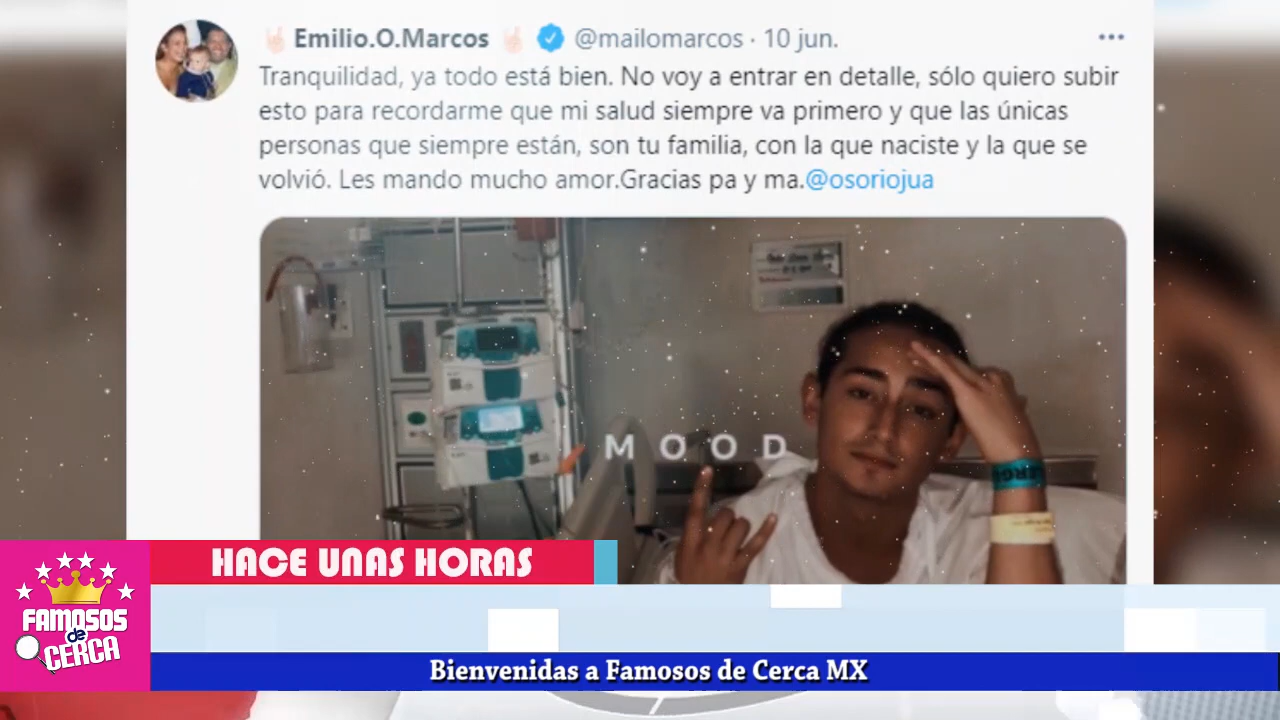 🤘🏻 Emilio.O.Marcos 🤘🏻 @mailomarcos · 10 jun.
Tranquilidad, ya todo está bien. No voy a entrar en detalle, sólo quiero subir
esto para recordarme que mi salud siempre va primero y que las únicas
personas que siempre están, son tu familia, con la que naciste y la que se
volvió. Les mando mucho amor.Gracias pa y ma.@osoriojua
MOOD
HACE UNAS HORAS
FAMOSOS
de
CERCA
Bienvenidas a Famosos de Cerca MX